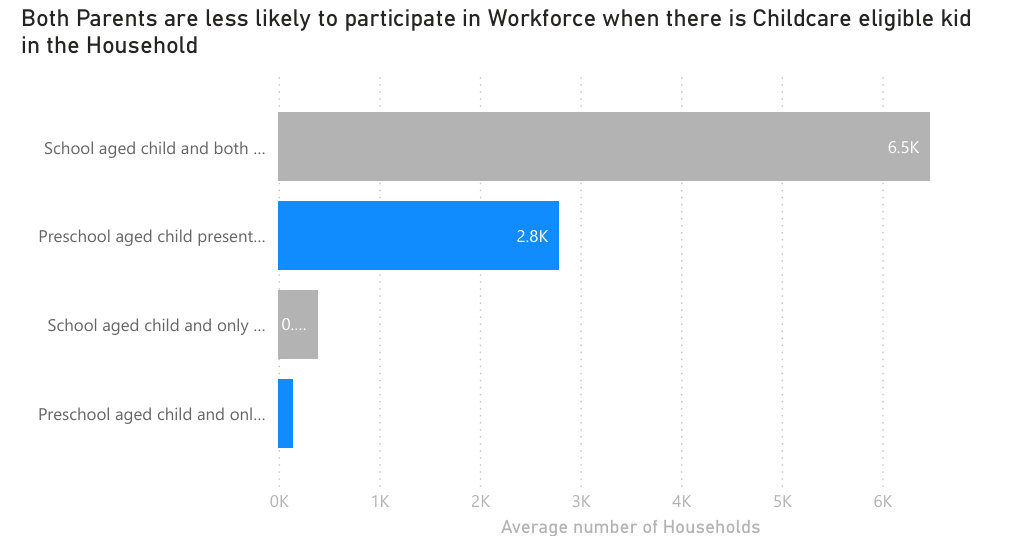 Both Parents are less likely to participate in Workforce when there is Childcare eligible kid
in the Household
School aged child and both ...
6.5K
Preschool aged child present...
2.8K
School aged child and only ...
0....
Preschool aged child and onl...
0K 1K 2K 3K 4K 5K 6K
Average number of Households